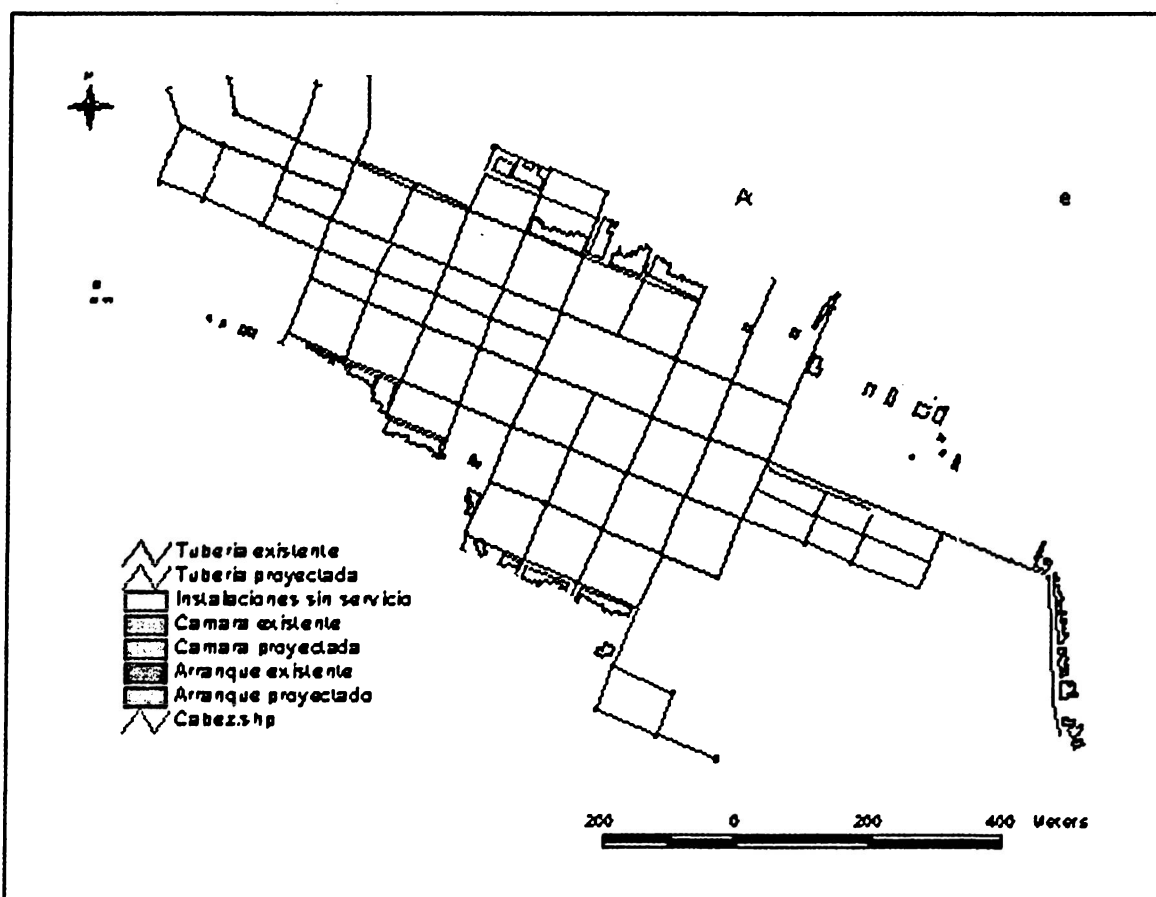 A e
Tuberia existente
Tuberia proyectada
Instalaciones sin servicio
Camara existente
Camara proyectada
Arranque existente
Arranque proyectado
Cabez.shp
200 0 200 400 Meters